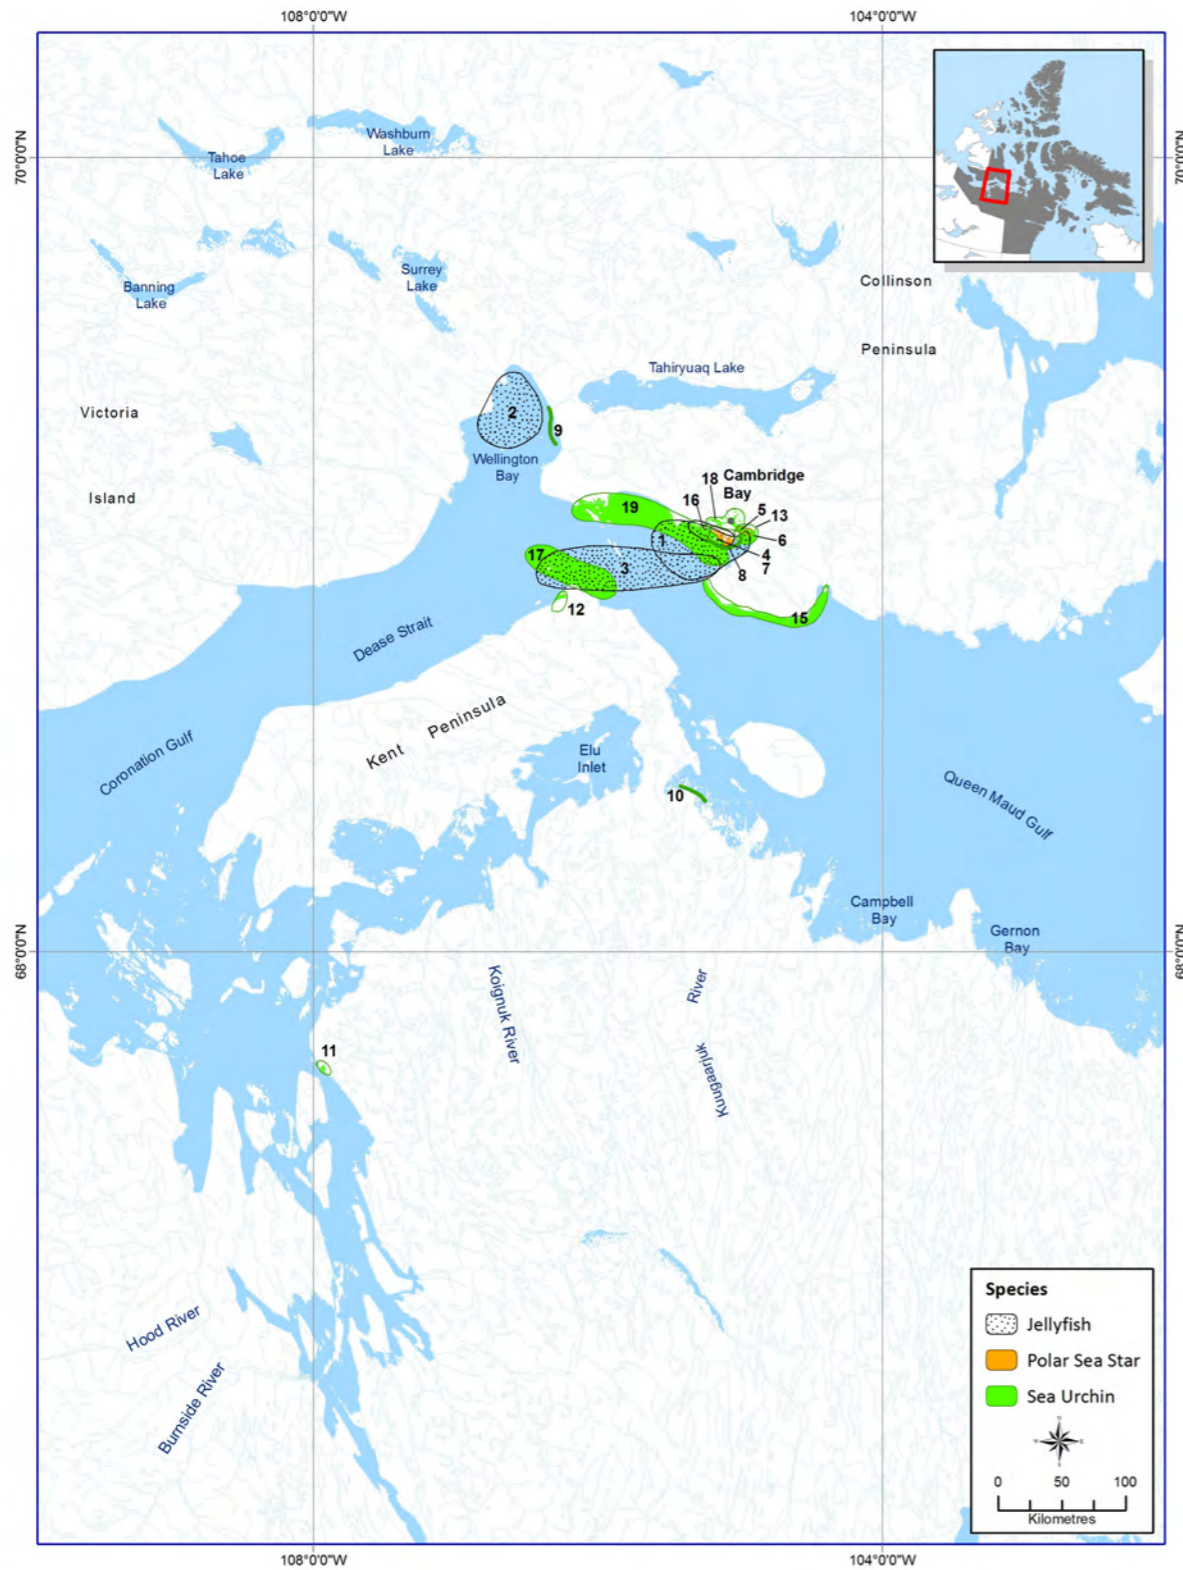 108°0'0"W
104°0'0"W
70°0'0"N
70°0'0"N
Washburn
Lake
Tahoe
Lake
Banning
Lake
Surrey
Lake
Collinson
Peninsula
Tahiryuaq Lake
Victoria
Island
2
9
Wellington
Bay
18
Cambridge
Bay
16
5
13
19
1
6
4
7
8
17
3
12
15
Dease Strait
Kent Peninsula
Coronation Gulf
Elu
Inlet
10
Queen Maud Gulf
Campbell
Bay
Gernon
Bay
68°0'0"N
68°0'0"N
Koignuk River
River
Kuugaarjuk
11
Hood River
Burnside River
Species
Jellyfish
Polar Sea Star
Sea Urchin
N
W
E
S
0 50 100
Kilometres
108°0'0"W
104°0'0"W